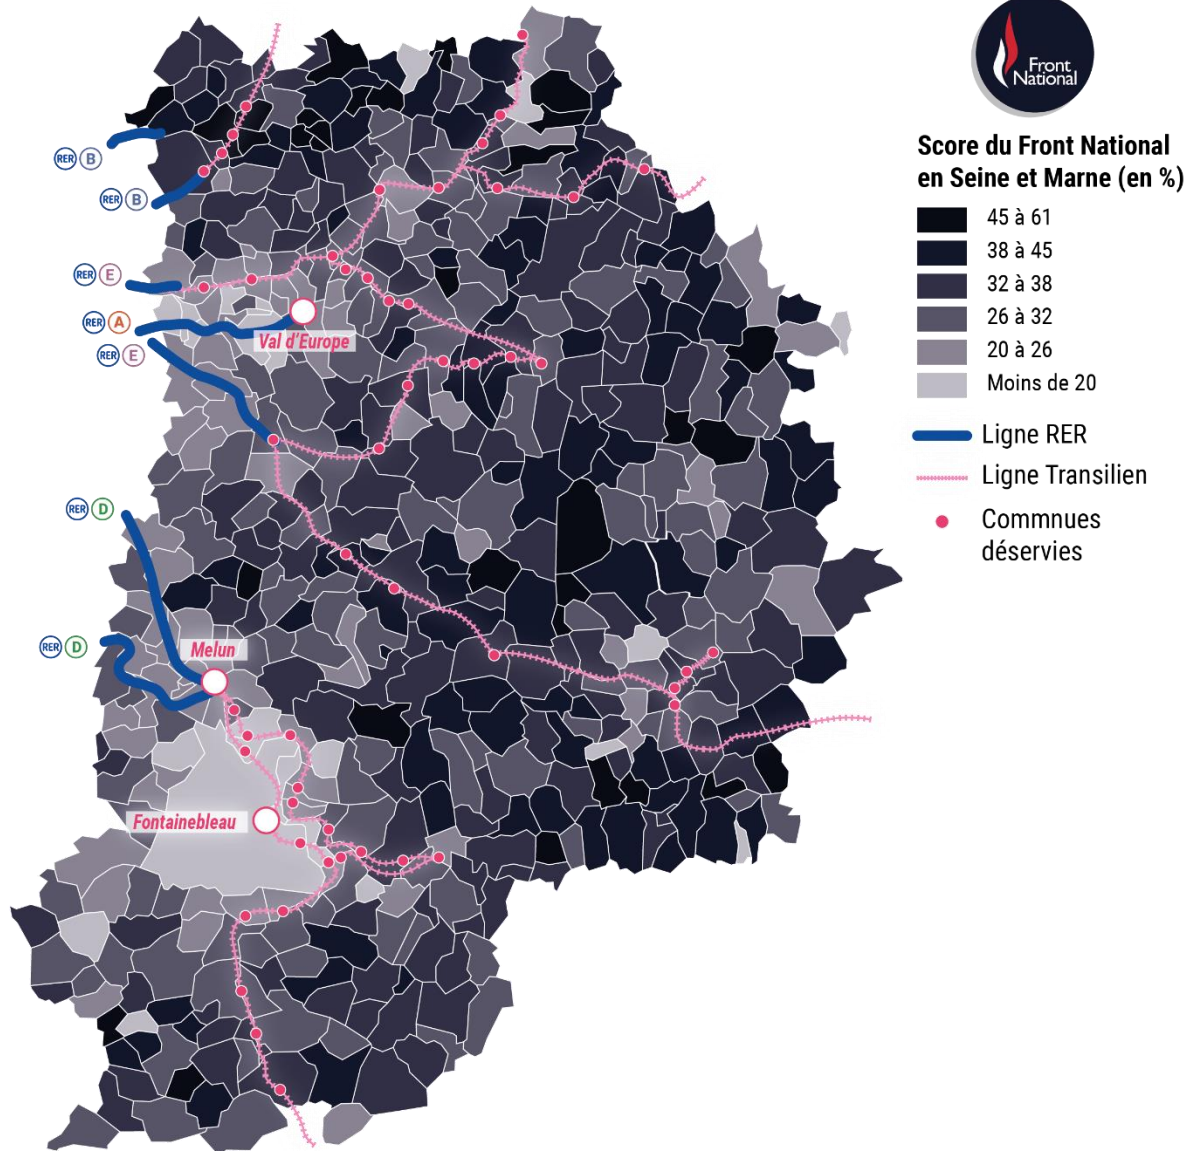 Front
National
Score du Front National
en Seine et Marne (en %)
45 à 61
38 à 45
32 à 38
26 à 32
20 à 26
Moins de 20
Ligne RER
Ligne Transilien
Commnues
déservies
RER B
RER B
RER E
RER A
RER E
Val d'Europe
RER D
RER D
Melun
Fontainebleau